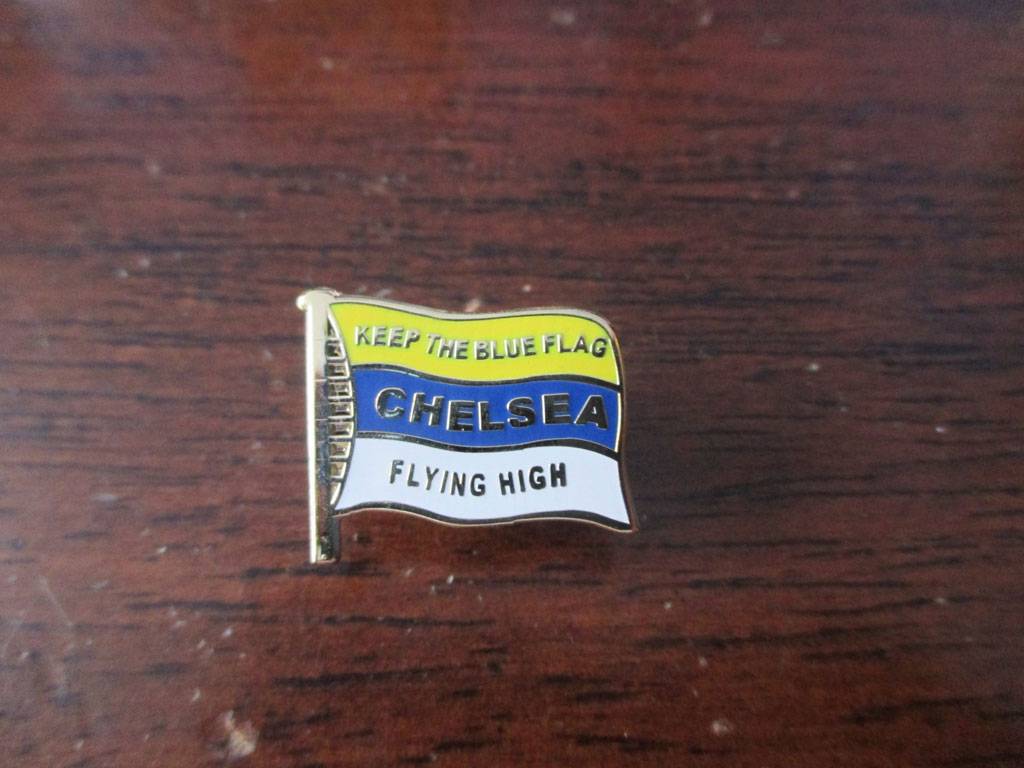 KEEP THE BLUE FLAG
CHELSEA
FLYING HIGH